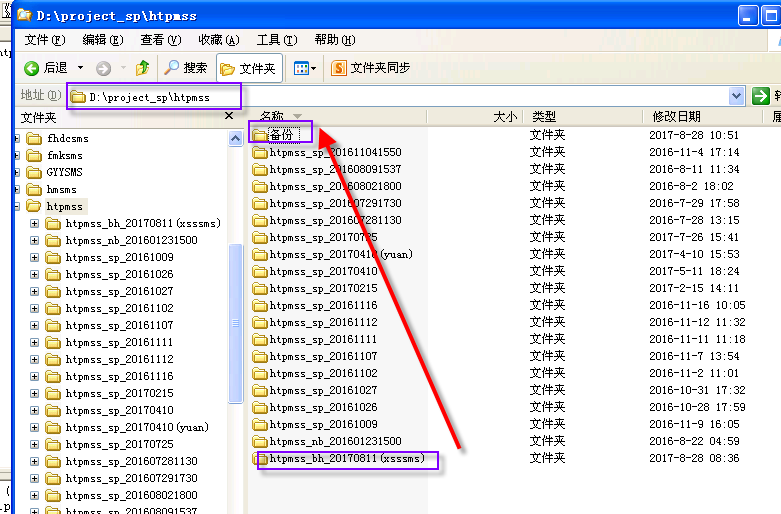 D:\project_sp\htpmss
文件(F) 编辑(E) 查看(V) 收藏(A) 工具(T) 帮助(H)
后退 搜索 文件夹 文件夹同步
地址(D) D:\project_sp\htpmss
文件夹
fhdcsms
fmksms
GYYSMS
hmsms
htpmss
htpmss_bh_20170811(xsssms)
htpmss_nb_201601231500
htpmss_sp_20161009
htpmss_sp_20161026
htpmss_sp_20161027
htpmss_sp_20161102
htpmss_sp_20161107
htpmss_sp_20161111
htpmss_sp_20161112
htpmss_sp_20161116
htpmss_sp_20170215
htpmss_sp_20170410
htpmss_sp_20170410(yuan)
htpmss_sp_20170725
htpmss_sp_201607281130
htpmss_sp_201607291730
htpmss_sp_201608021800
htpmss_sp_201608091537
名称 大小 类型 修改日期
备份 文件夹 2017-8-28 10:51
htpmss_sp_201611041550 文件夹 2016-11-4 17:14
htpmss_sp_201608091537 文件夹 2016-8-11 11:34
htpmss_sp_201608021800 文件夹 2016-8-2 18:02
htpmss_sp_201607291730 文件夹 2016-7-29 17:58
htpmss_sp_201607281130 文件夹 2016-7-28 13:15
htpmss_sp_20170725 文件夹 2017-7-26 15:41
htpmss_sp_20170410(yuan) 文件夹 2017-4-10 15:53
htpmss_sp_20170410 文件夹 2017-5-11 18:24
htpmss_sp_20170215 文件夹 2017-2-15 14:11
htpmss_sp_20161116 文件夹 2016-11-16 10:05
htpmss_sp_20161112 文件夹 2016-11-12 11:32
htpmss_sp_20161111 文件夹 2016-11-11 11:18
htpmss_sp_20161107 文件夹 2016-11-7 13:54
htpmss_sp_20161102 文件夹 2016-11-2 11:01
htpmss_sp_20161027 文件夹 2016-10-31 17:32
htpmss_sp_20161026 文件夹 2016-10-28 17:59
htpmss_sp_20161009 文件夹 2016-11-9 16:05
htpmss_nb_201601231500 文件夹 2016-8-22 04:59
htpmss_bh_20170811(xsssms) 文件夹 2017-8-28 08:36